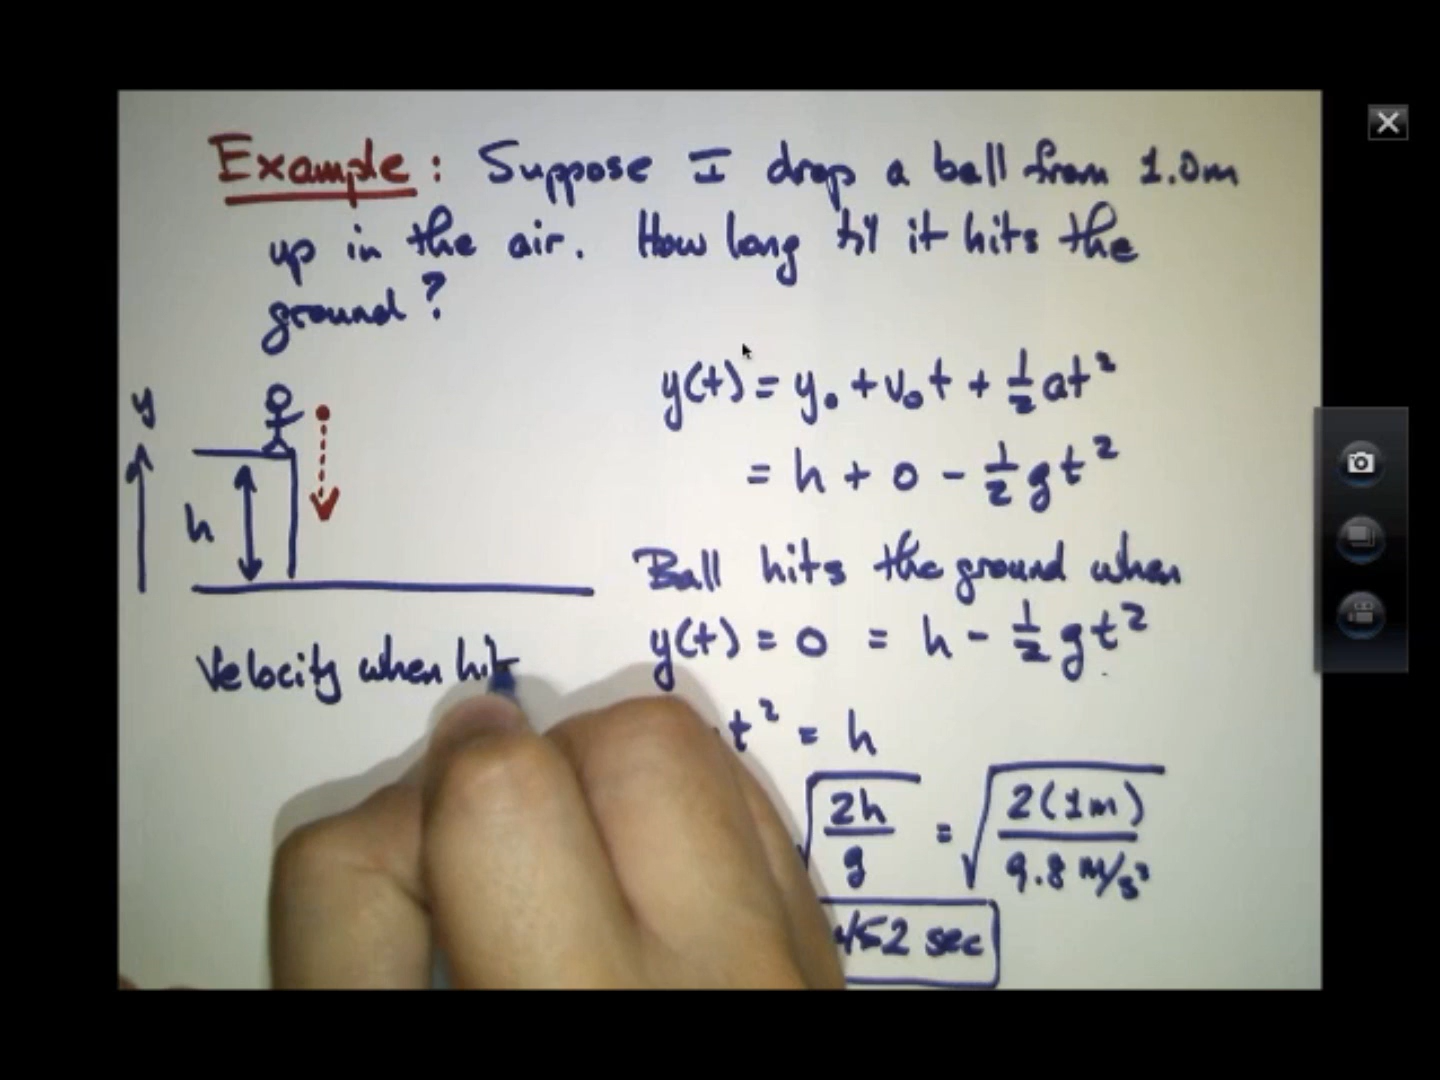 Example: Suppose I drop a ball from 1.0m
up in the air. How long til it hits the
ground?
y(t) = y₀ + v₀t + ½at²
= h + 0 - ½gt²
y
h
Ball hits the ground when
y(t) = 0 = h - ½gt²
Velocity when hits
t² = h
√(2h/g) = √(2(1m)/9.8 m/s²)
.452 sec